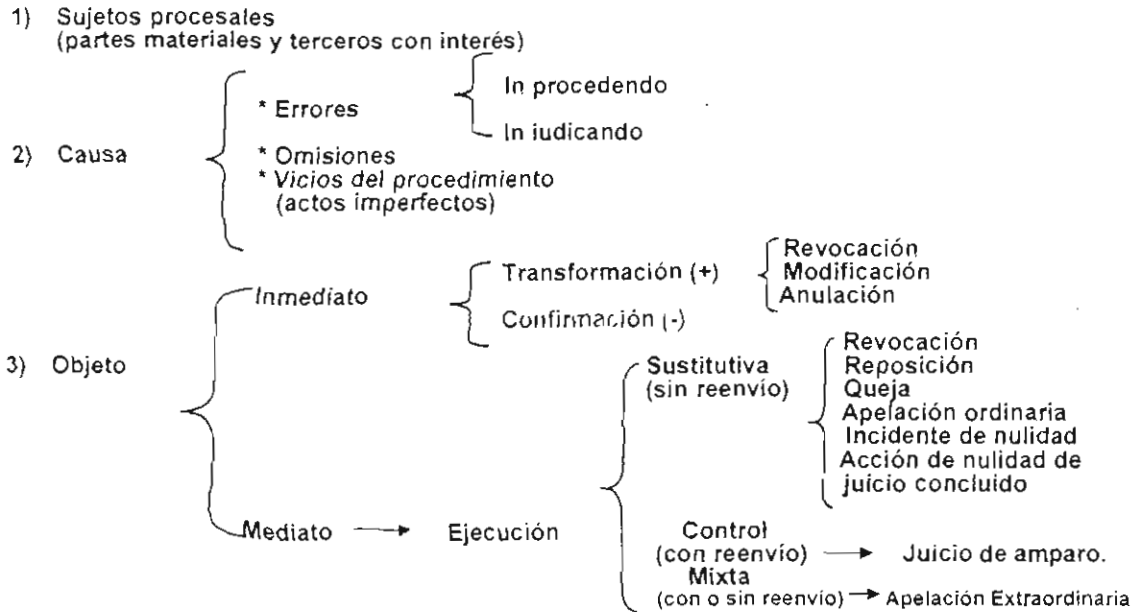 1) Sujetos procesales
(partes materiales y terceros con interés)
2) Causa
* Errores
In procedendo
In iudicando
* Omisiones
* Vicios del procedimiento
(actos imperfectos)
3) Objeto
Inmediato
Transformación (+)
Revocación
Modificación
Anulación
Confirmación (-)
Mediato
Ejecución
Sustitutiva
(sin reenvío)
Revocación
Reposición
Queja
Apelación ordinaria
Incidente de nulidad
Acción de nulidad de
juicio concluido
Control
(con reenvío)
Juicio de amparo.
Mixta
(con o sin reenvío)
Apelación Extraordinaria